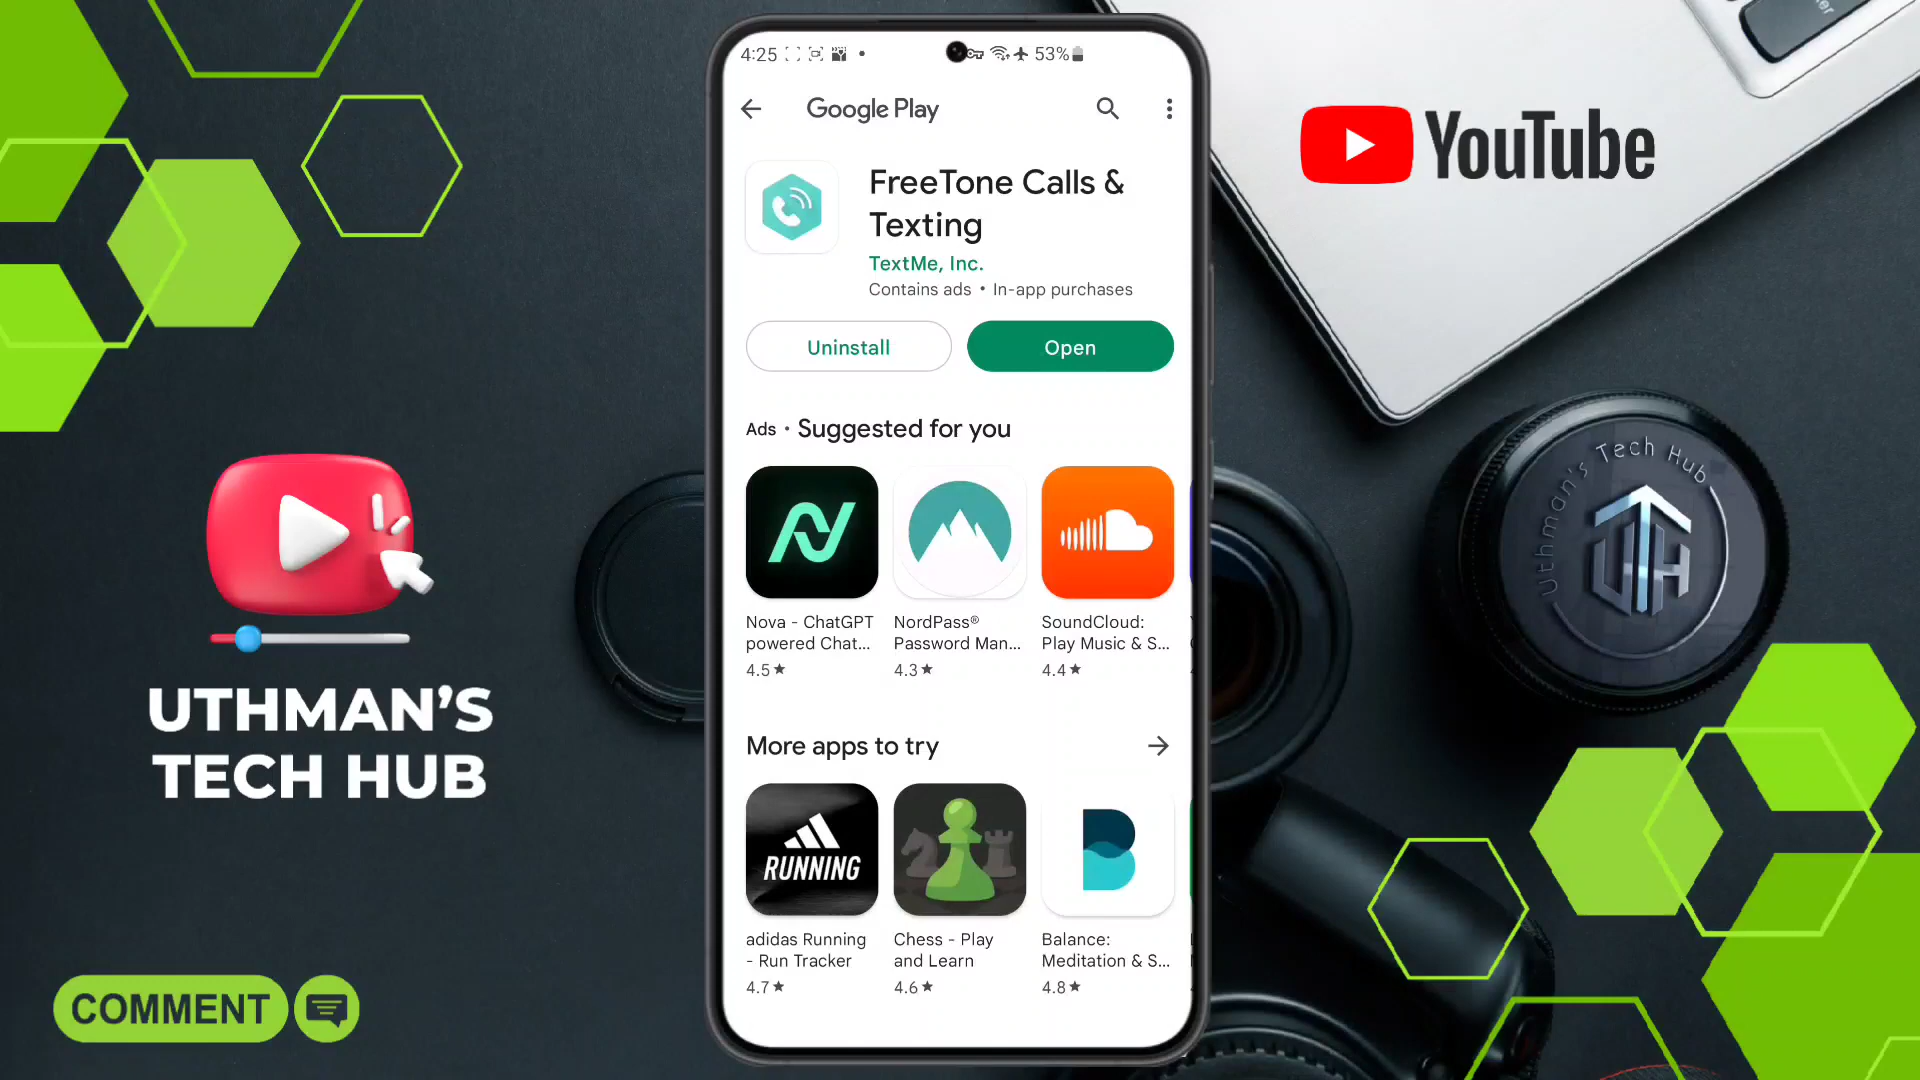 4:25
53%
Google Play
FreeTone Calls &
Texting
TextMe, Inc.
Contains ads • In-app purchases
Uninstall
Open
Ads • Suggested for you
Nova - ChatGPT
powered Chat...
4.5★
NordPass®
Password Man...
4.3★
SoundCloud:
Play Music & S...
4.4★
More apps to try
RUNNING
adidas Running
- Run Tracker
4.7★
Chess - Play
and Learn
4.6★
Balance:
Meditation & S...
4.8★
YouTube
Uthman's Tech Hub
UTH
UTHMAN'S
TECH HUB
COMMENT